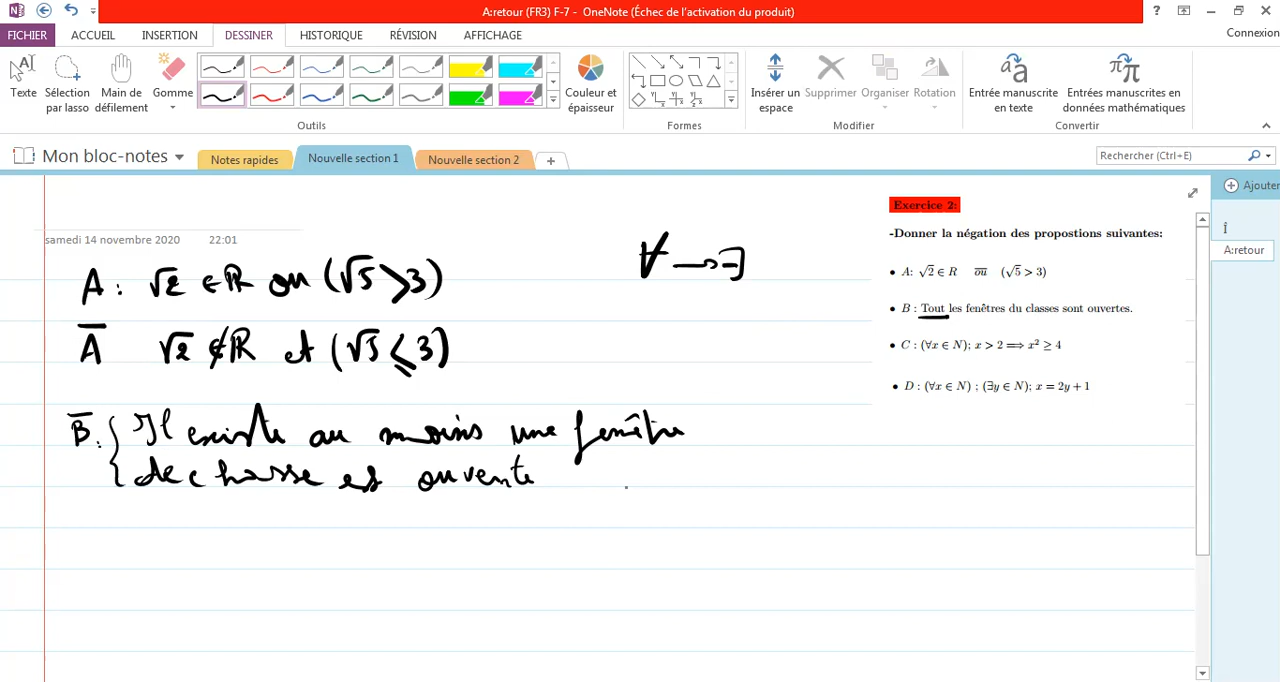 A:retour (FR3) F-7 - OneNote (Échec de l'activation du produit)
FICHIER ACCUEIL INSERTION DESSINER HISTORIQUE RÉVISION AFFICHAGE Connexion
Texte Sélection par lasso Main de défilement Gomme Couleur et épaisseur Insérer un espace Supprimer Organiser Rotation Entrée manuscrite en texte Entrées manuscrites en données mathématiques
Outils Formes Modifier Convertir
Mon bloc-notes Notes rapides Nouvelle section 1 Nouvelle section 2 Rechercher (Ctrl+E)
Ajouter
Î
A:retour
samedi 14 novembre 2020 22:01
A : √2 ∈ ℝ ou (√5 > 3)
∀ → ∃
A̅ √2 ∉ ℝ et (√5 ⩽ 3)
B̅ : { Il existe au moins une fenêtre
de chasse est ouvente
Exercice 2:
-Donner la négation des propostions suivantes:
• A: √2 ∈ R ou (√5 > 3)
• B : Tout les fenêtres du classes sont ouvertes.
• C : (∀x ∈ N); x > 2 ⟹ x² ≥ 4
• D : (∀x ∈ N) ; (∃y ∈ N); x = 2y + 1